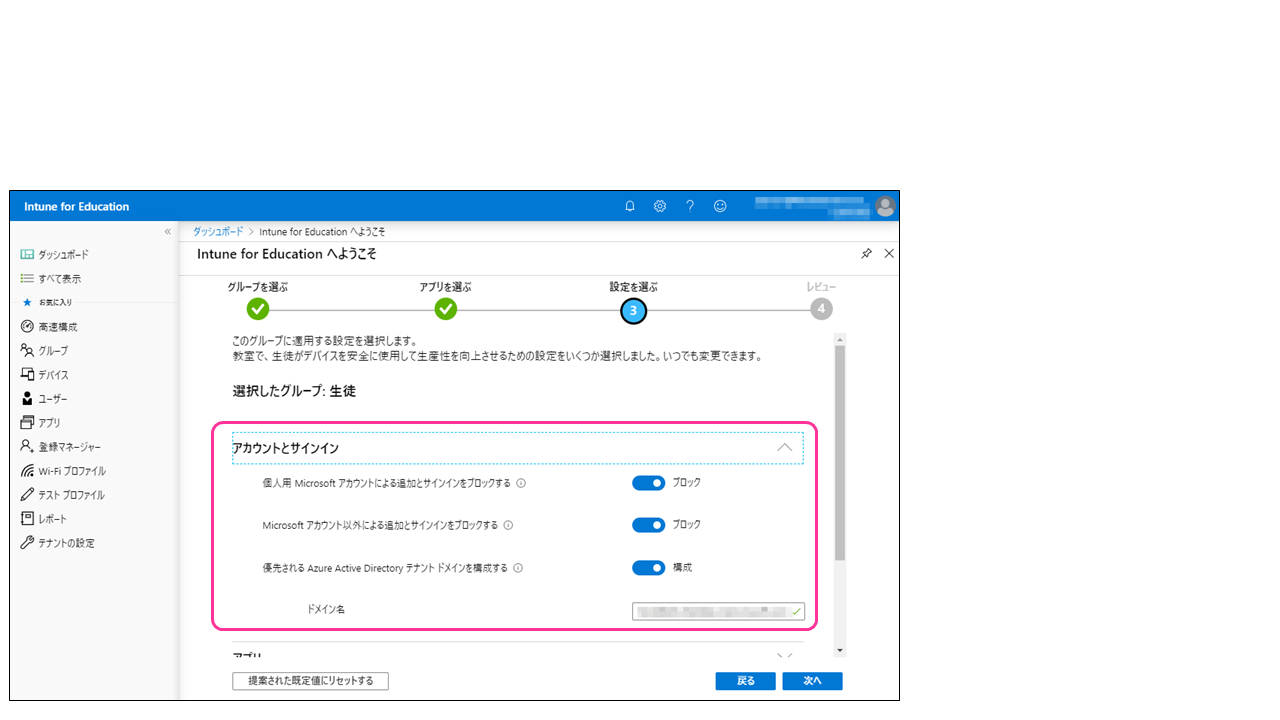 Intune for Education
ダッシュボード > Intune for Education へようこそ
Intune for Education へようこそ
ダッシュボード
すべて表示
お気に入り
高速構成
グループ
デバイス
ユーザー
アプリ
登録マネージャー
Wi-Fi プロファイル
テスト プロファイル
レポート
テナントの設定
グループを選ぶ
アプリを選ぶ
設定を選ぶ
レビュー
3
4
このグループに適用する設定を選択します。
教室で、生徒がデバイスを安全に使用して生産性を向上させるための設定をいくつか選択しました。いつでも変更できます。
選択したグループ: 生徒
アカウントとサインイン
個人用 Microsoft アカウントによる追加とサインインをブロックする
ブロック
Microsoft アカウント以外による追加とサインインをブロックする
ブロック
優先される Azure Active Directory テナント ドメインを構成する
構成
ドメイン名
アプリ
提案された既定値にリセットする
戻る
次へ